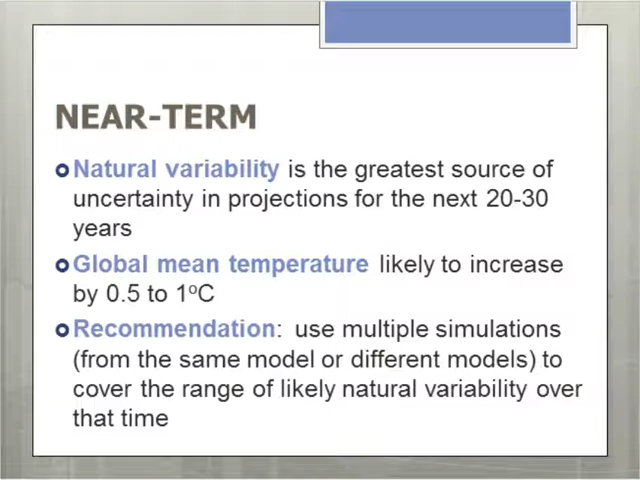 NEAR-TERM
Natural variability is the greatest source of
uncertainty in projections for the next 20-30
years
Global mean temperature likely to increase
by 0.5 to 1ºC
Recommendation: use multiple simulations
(from the same model or different models) to
cover the range of likely natural variability over
that time